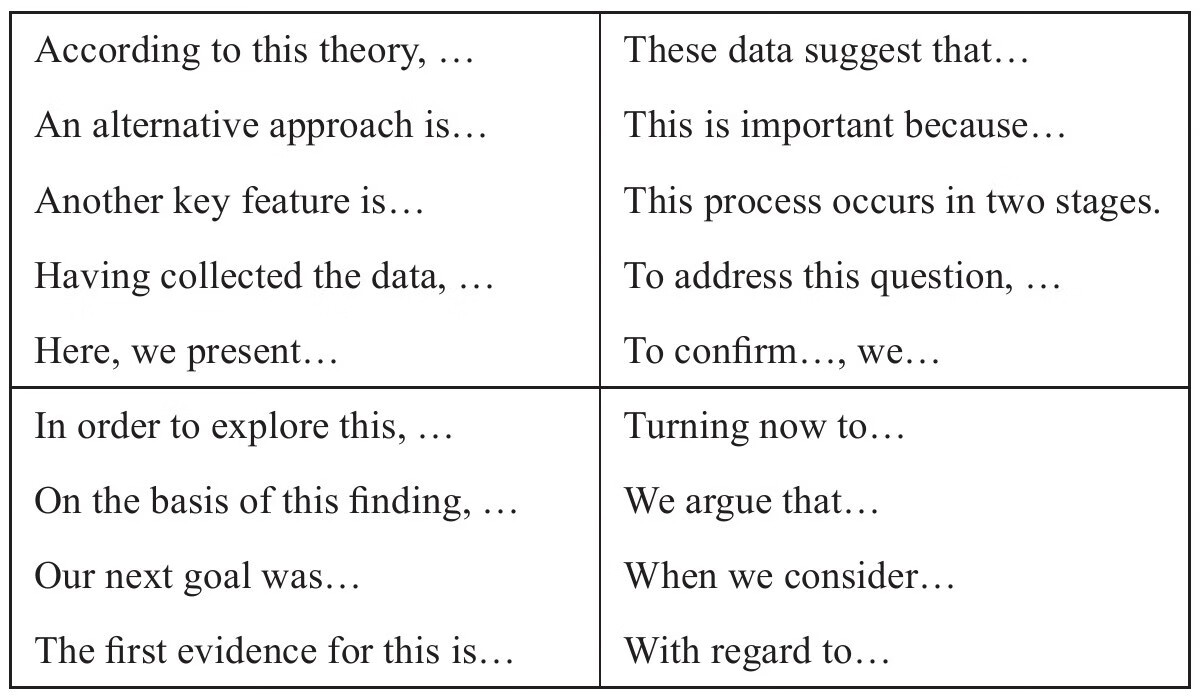 According to this theory, …
An alternative approach is…
Another key feature is…
Having collected the data, …
Here, we present…
These data suggest that…
This is important because…
This process occurs in two stages.
To address this question, …
To confirm…, we…
In order to explore this, …
On the basis of this finding, …
Our next goal was…
The first evidence for this is…
Turning now to…
We argue that…
When we consider…
With regard to…